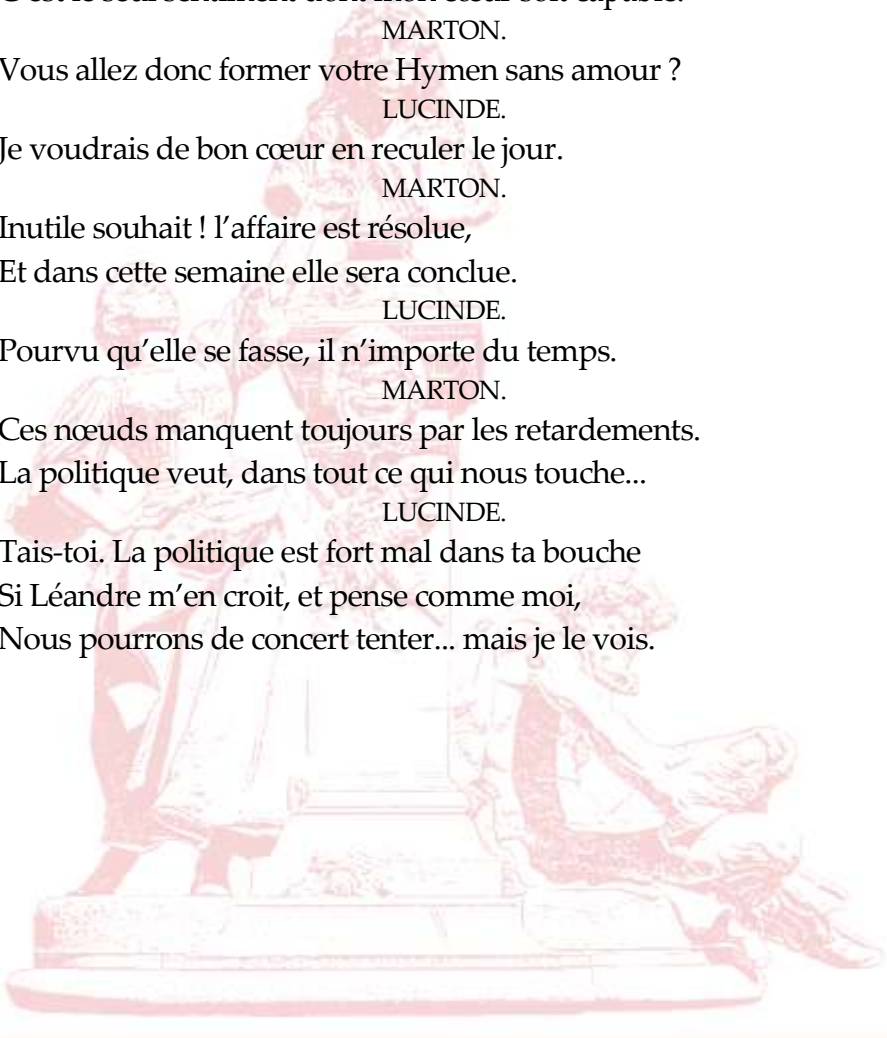 MARTON.
Vous allez donc former votre Hymen sans amour ?
LUCINDE.
Je voudrais de bon cœur en reculer le jour.
MARTON.
Inutile souhait ! l’affaire est résolue,
Et dans cette semaine elle sera conclue.
LUCINDE.
Pourvu qu’elle se fasse, il n’importe du temps.
MARTON.
Ces nœuds manquent toujours par les retardements.
La politique veut, dans tout ce qui nous touche...
LUCINDE.
Tais-toi. La politique est fort mal dans ta bouche
Si Léandre m’en croit, et pense comme moi,
Nous pourrons de concert tenter... mais je le vois.